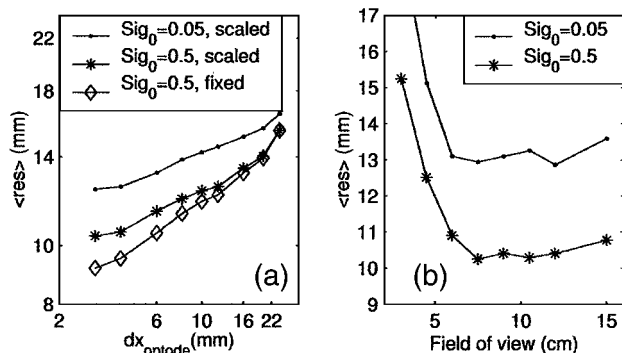 22
18
14
10
8
<res> (mm)
Sig0=0.05, scaled
Sig0=0.5, scaled
Sig0=0.5, fixed
(a)
2
6
10
16
22
dxoptode(mm)
17
16
15
14
13
12
11
10
9
<res> (mm)
Sig0=0.05
Sig0=0.5
(b)
5
10
15
Field of view (cm)